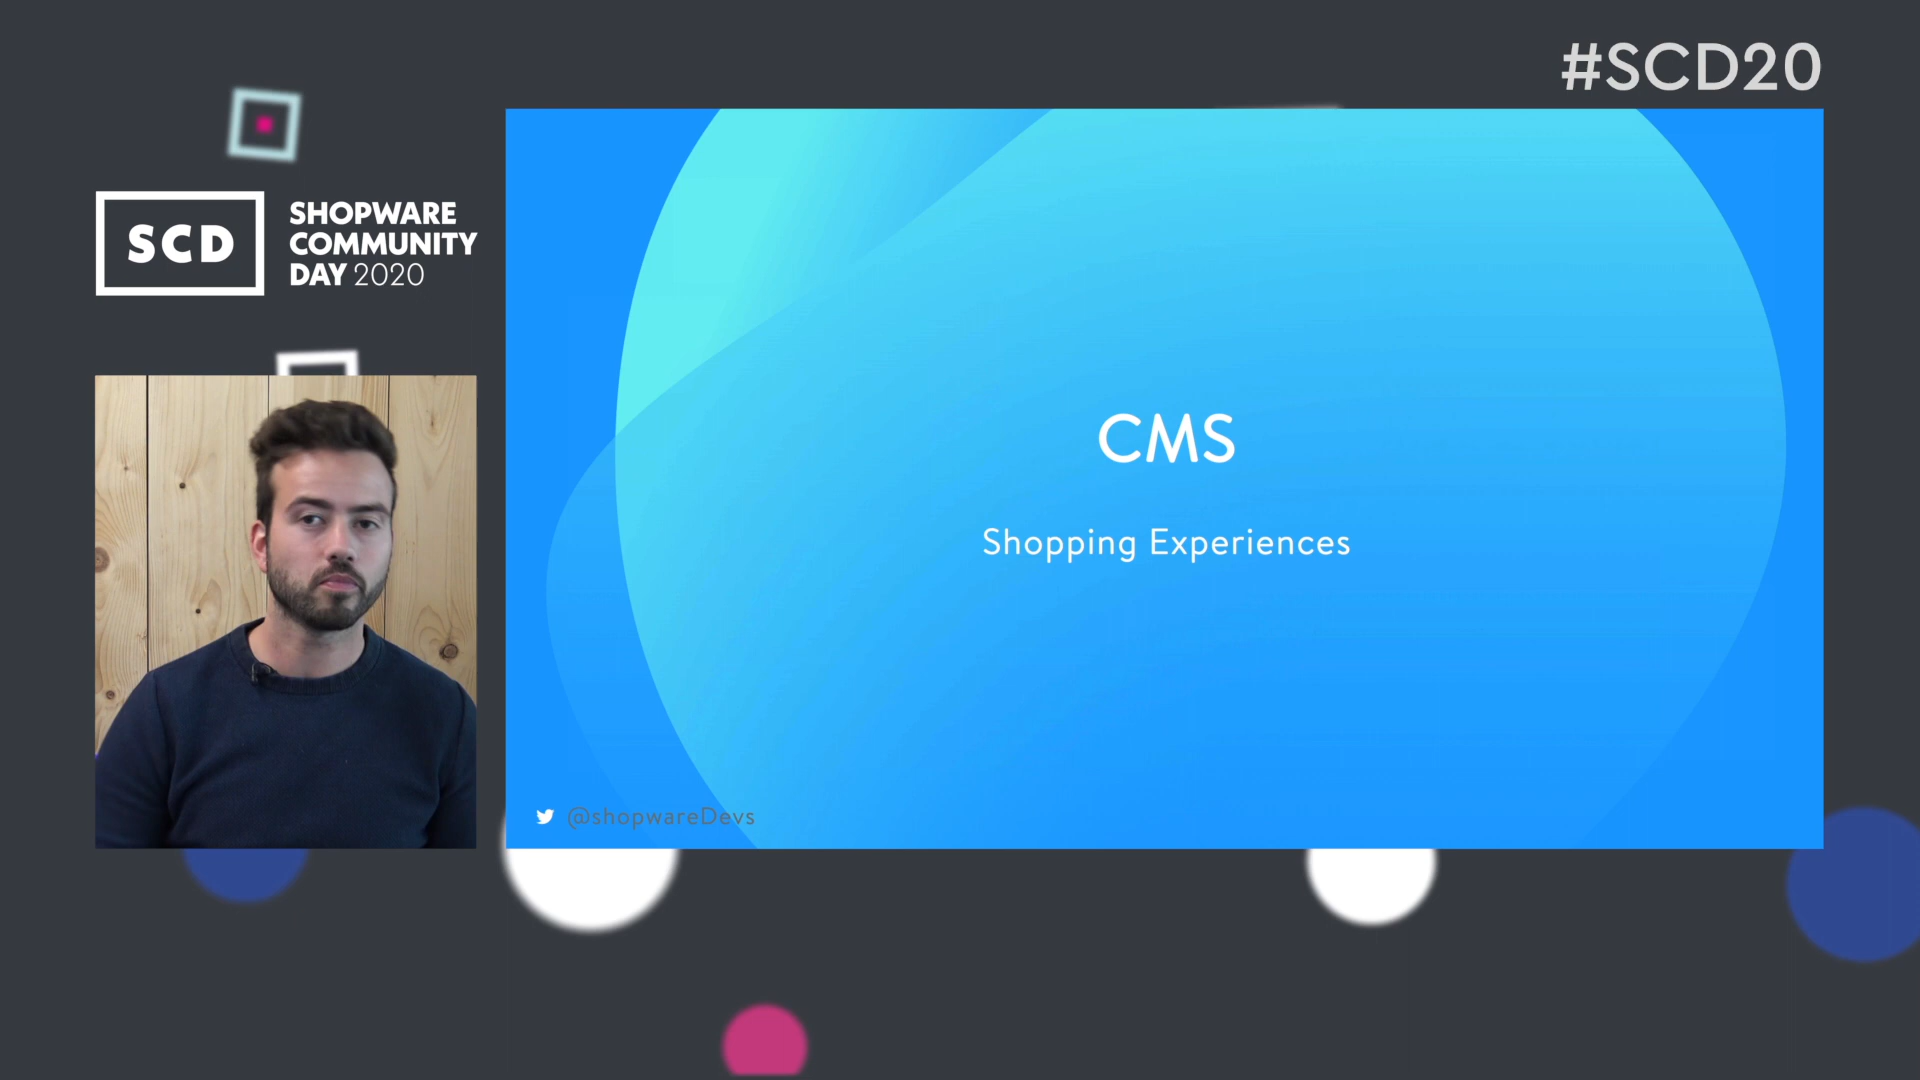 #SCD20
SCD
SHOPWARE
COMMUNITY
DAY 2020
CMS
Shopping Experiences
@shopwareDevs